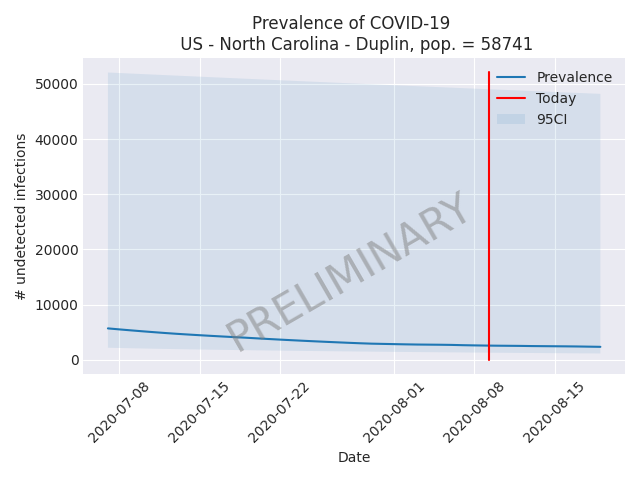 Prevalence of COVID-19
US - North Carolina - Duplin, pop. = 58741
Prevalence
Today
95CI
PRELIMINARY
# undetected infections
50000
40000
30000
20000
10000
0
2020-07-08
2020-07-15
2020-07-22
2020-08-01
2020-08-08
2020-08-15
Date